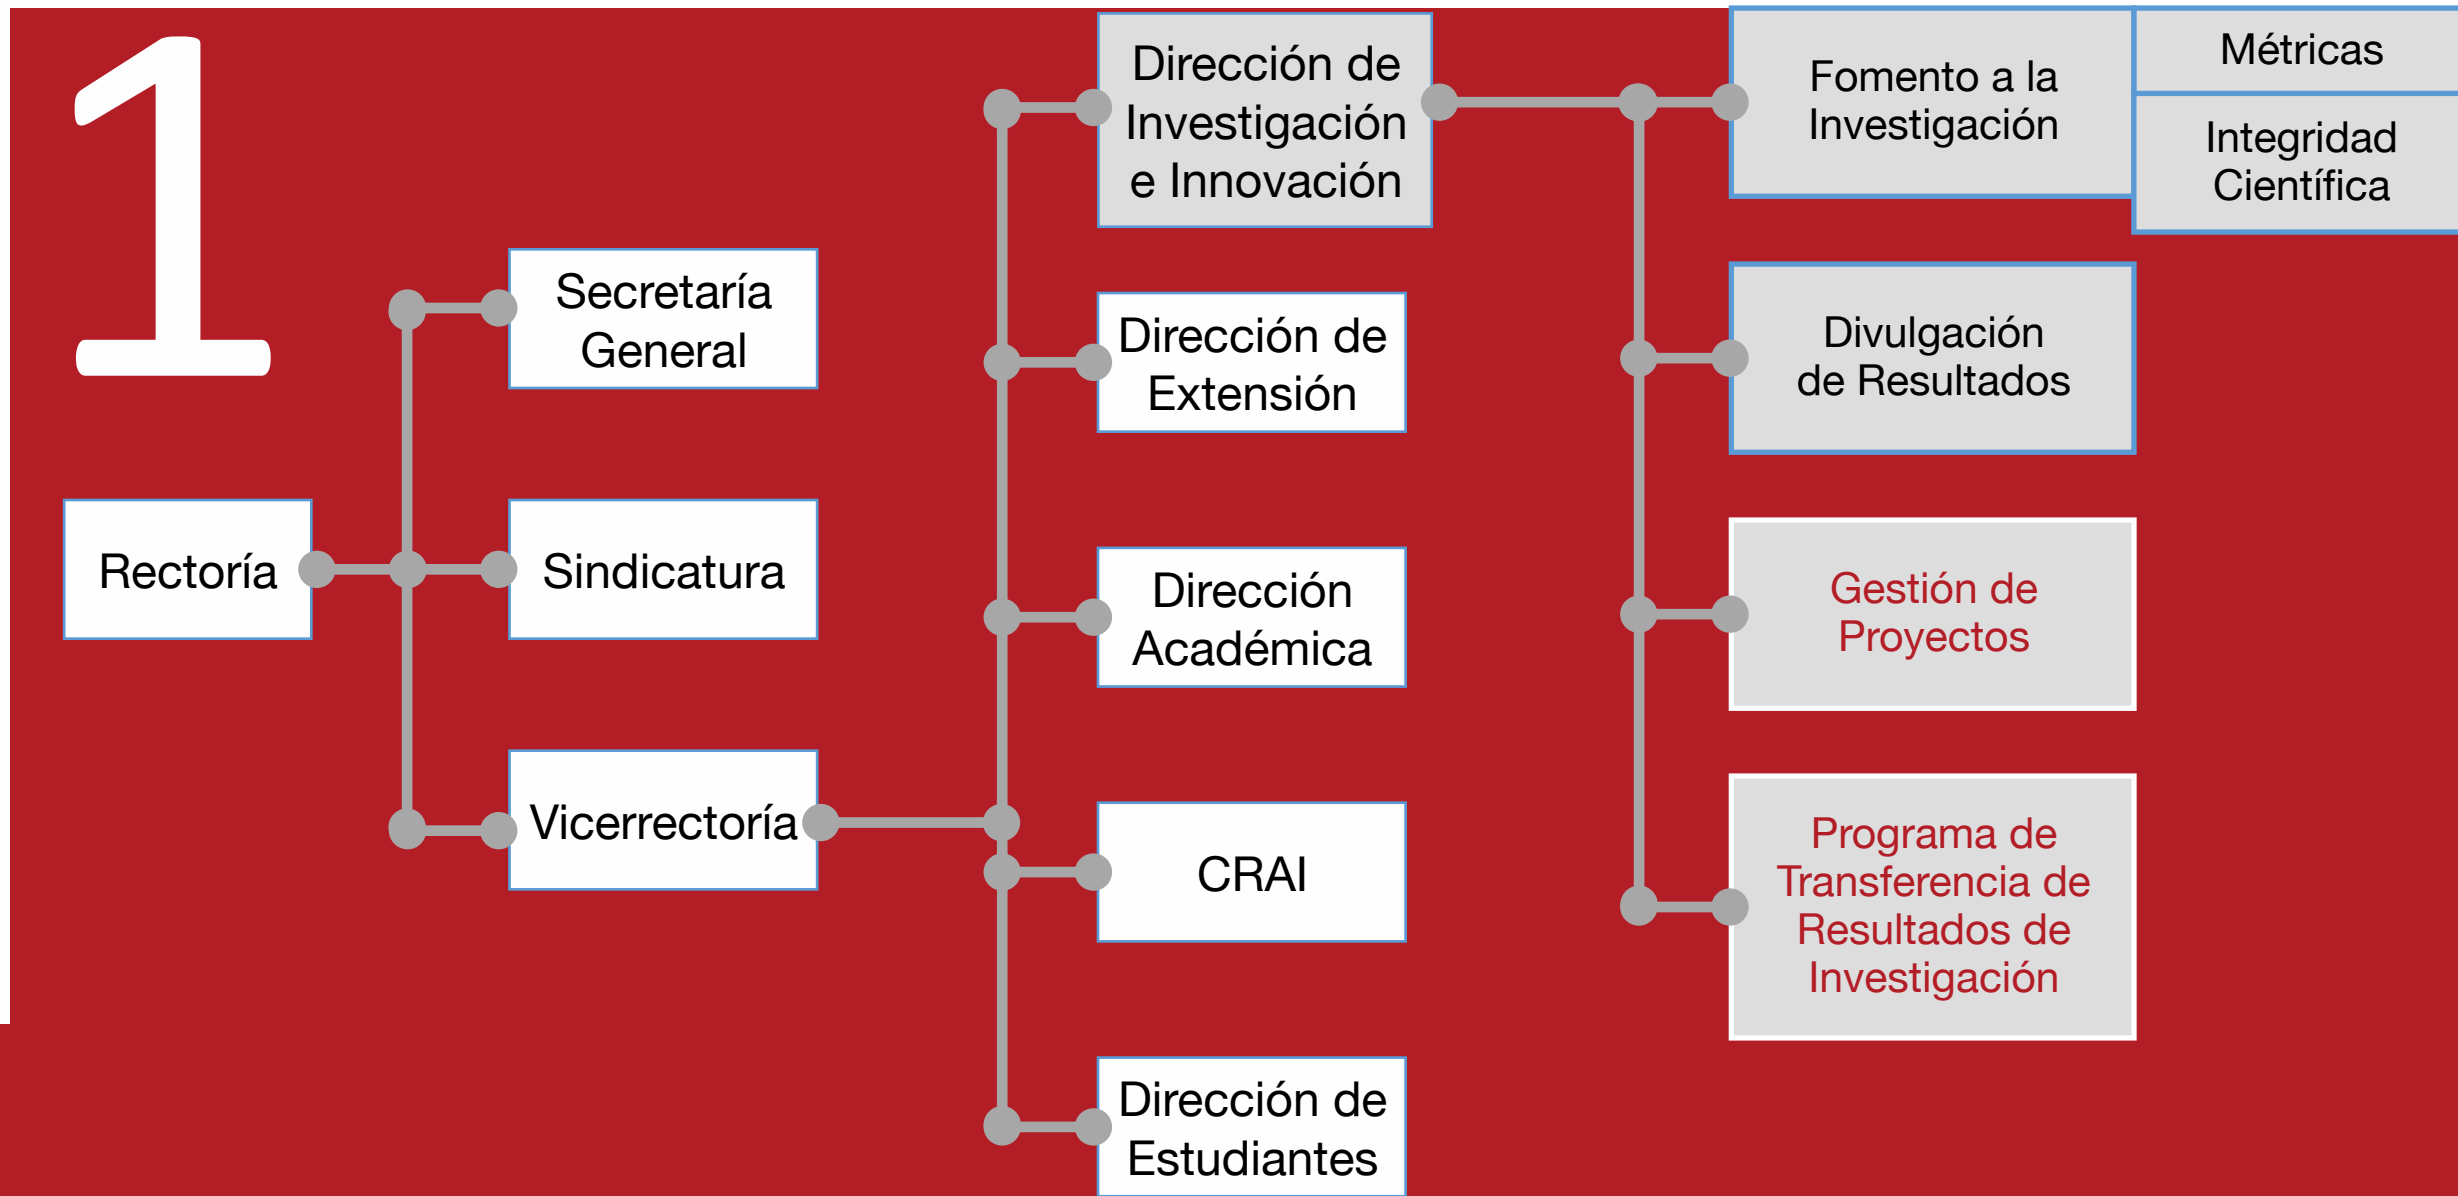 1
Rectoría
Secretaría
General
Sindicatura
Vicerrectoría
Dirección de
Investigación
e Innovación
Dirección de
Extensión
Dirección
Académica
CRAI
Dirección de
Estudiantes
Fomento a la
Investigación
Métricas
Integridad
Científica
Divulgación
de Resultados
Gestión de
Proyectos
Programa de
Transferencia de
Resultados de
Investigación